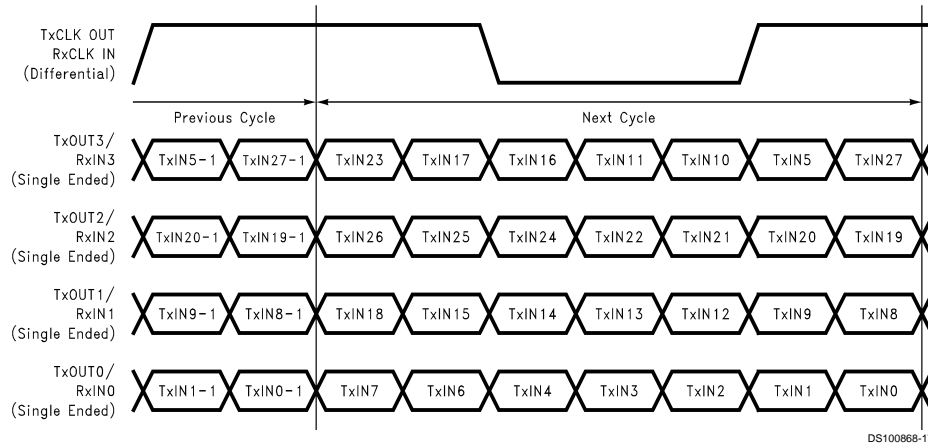 TxCLK OUT
RxCLK IN
(Differential)
Previous Cycle
Next Cycle
TxOUT3/
RxIN3
(Single Ended)
TxIN5-1 TxIN27-1 TxIN23 TxIN17 TxIN16 TxIN11 TxIN10 TxIN5 TxIN27
TxOUT2/
RxIN2
(Single Ended)
TxIN20-1 TxIN19-1 TxIN26 TxIN25 TxIN24 TxIN22 TxIN21 TxIN20 TxIN19
TxOUT1/
RxIN1
(Single Ended)
TxIN9-1 TxIN8-1 TxIN18 TxIN15 TxIN14 TxIN13 TxIN12 TxIN9 TxIN8
TxOUT0/
RxIN0
(Single Ended)
TxIN1-1 TxIN0-1 TxIN7 TxIN6 TxIN4 TxIN3 TxIN2 TxIN1 TxIN0